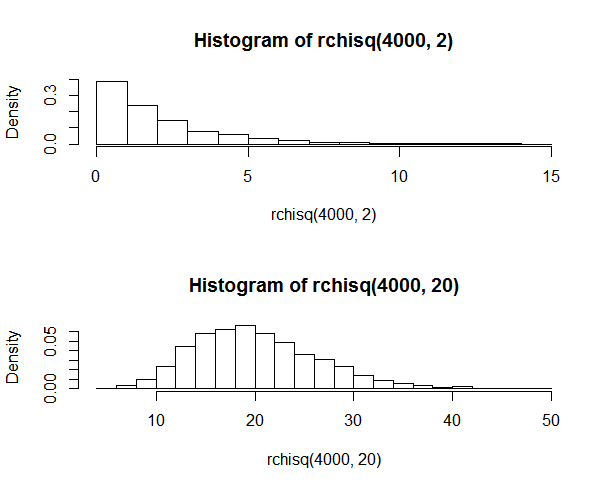 Histogram of rchisq(4000, 2)
Density
0.3
0.0
0 5 10 15
rchisq(4000, 2)
Histogram of rchisq(4000, 20)
Density
0.05
0.00
10 20 30 40 50
rchisq(4000, 20)